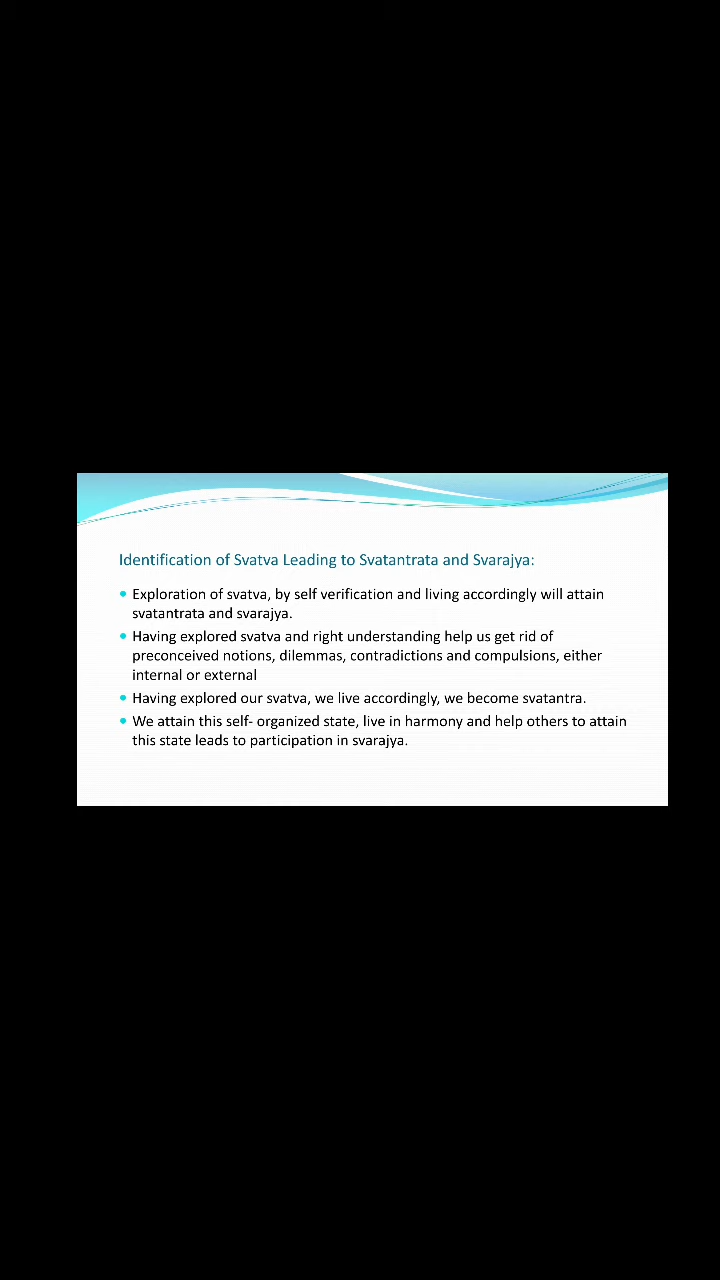 Identification of Svatva Leading to Svatantrata and Svarajya:
• Exploration of svatva, by self verification and living accordingly will attain
svatantrata and svarajya.
• Having explored svatva and right understanding help us get rid of
preconceived notions, dilemmas, contradictions and compulsions, either
internal or external
• Having explored our svatva, we live accordingly, we become svatantra.
• We attain this self- organized state, live in harmony and help others to attain
this state leads to participation in svarajya.